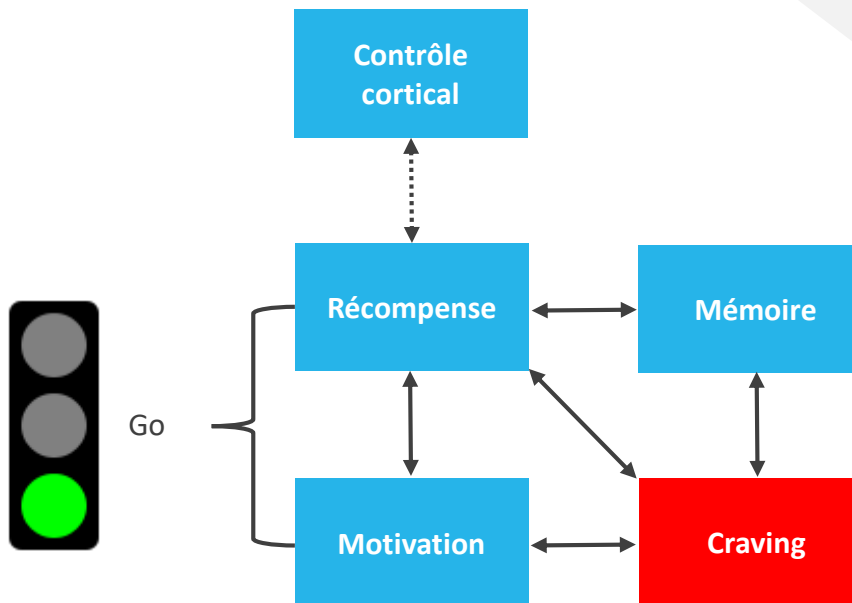 Contrôle
cortical
Récompense
Mémoire
Go
Motivation
Craving